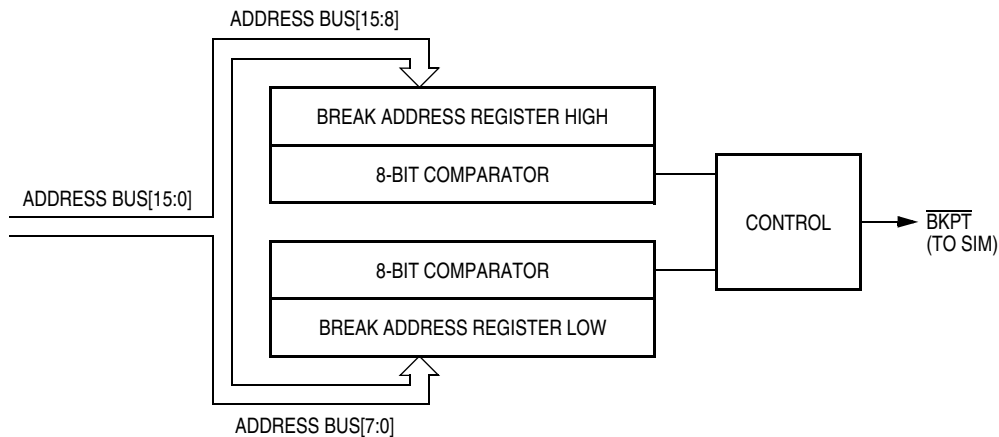 ADDRESS BUS[15:8]
BREAK ADDRESS REGISTER HIGH
8-BIT COMPARATOR
ADDRESS BUS[15:0]
CONTROL
BKPT
(TO SIM)
8-BIT COMPARATOR
BREAK ADDRESS REGISTER LOW
ADDRESS BUS[7:0]